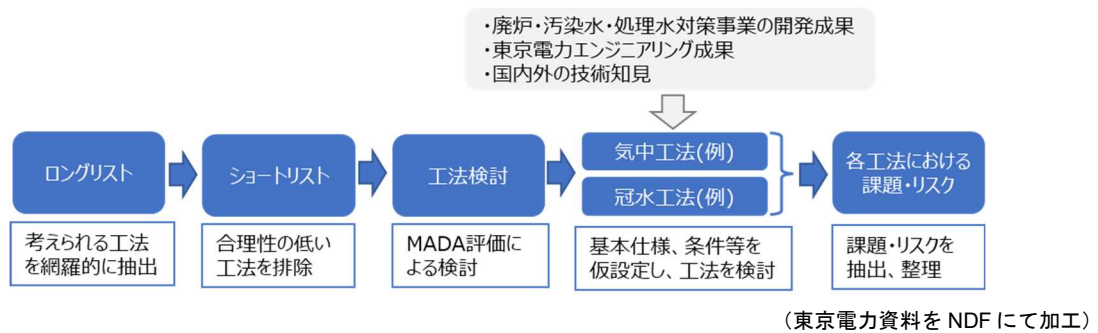 ・廃炉・汚染水・処理水対策事業の開発成果
・東京電力エンジニアリング成果
・国内外の技術知見
ロングリスト
ショートリスト
工法検討
気中工法(例)
冠水工法(例)
各工法における
課題・リスク
考えられる工法
を網羅的に抽出
合理性の低い
工法を排除
MADA評価に
よる検討
基本仕様、条件等を
仮設定し、工法を検討
課題・リスクを
抽出、整理
（東京電力資料を NDF にて加工）